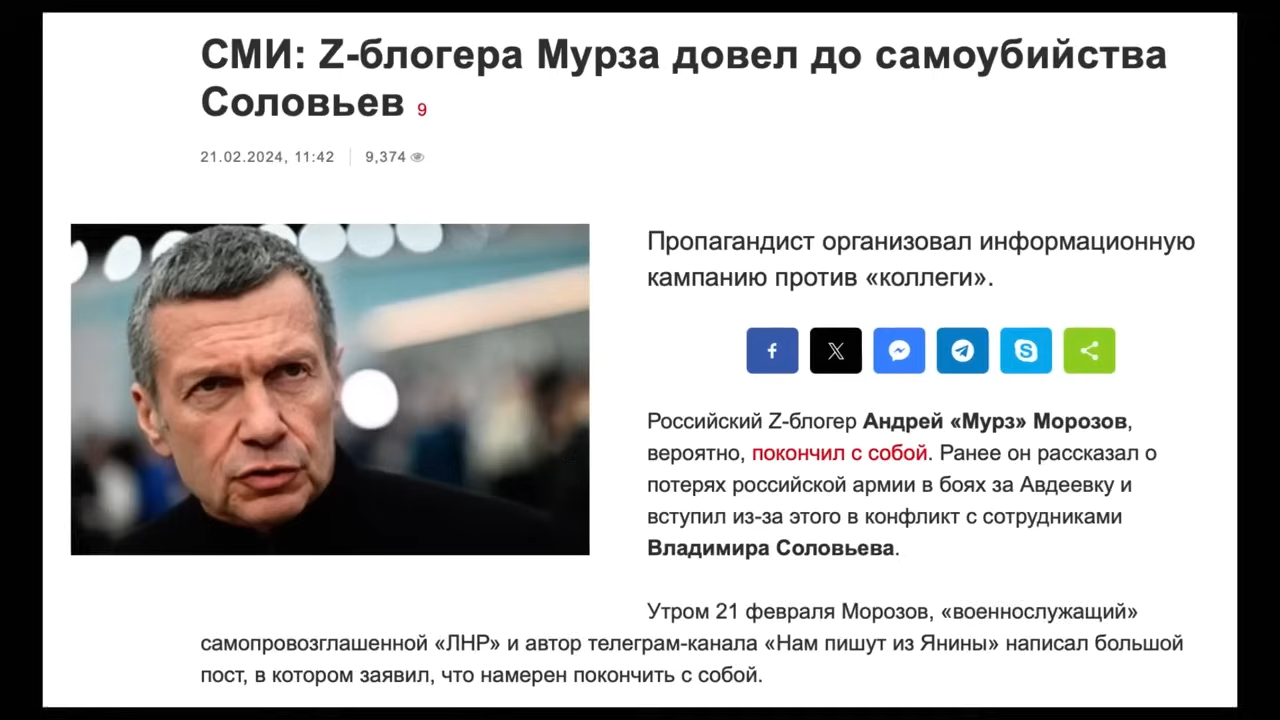 СМИ: Z-блогера Мурза довел до самоубийства
Соловьев 9
21.02.2024, 11:42 9,374
Пропагандист организовал информационную
кампанию против «коллеги».
Российский Z-блогер Андрей «Мурз» Морозов,
вероятно, покончил с собой. Ранее он рассказал о
потерях российской армии в боях за Авдеевку и
вступил из-за этого в конфликт с сотрудниками
Владимира Соловьева.
Утром 21 февраля Морозов, «военнослужащий»
самопровозглашенной «ЛНР» и автор телеграм-канала «Нам пишут из Янины» написал большой
пост, в котором заявил, что намерен покончить с собой.